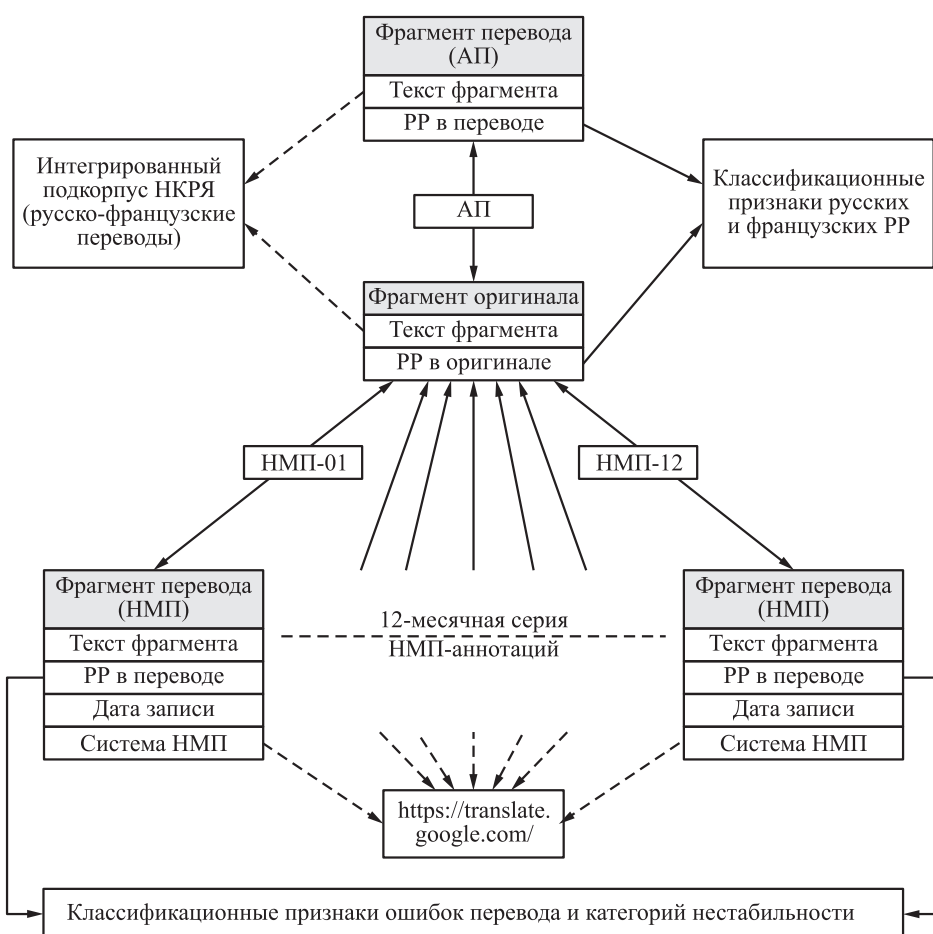 Фрагмент перевода
(АП)
Текст фрагмента
РР в переводе
Интегрированный
подкорпус НКРЯ
(русско-французские
переводы)
АП
Классификационные
признаки русских
и французских РР
Фрагмент оригинала
Текст фрагмента
РР в оригинале
НМП-01
НМП-12
Фрагмент перевода
(НМП)
Текст фрагмента
РР в переводе
Дата записи
Система НМП
12-месячная серия
НМП-аннотаций
Фрагмент перевода
(НМП)
Текст фрагмента
РР в переводе
Дата записи
Система НМП
https://translate.
google.com/
Классификационные признаки ошибок перевода и категорий нестабильности